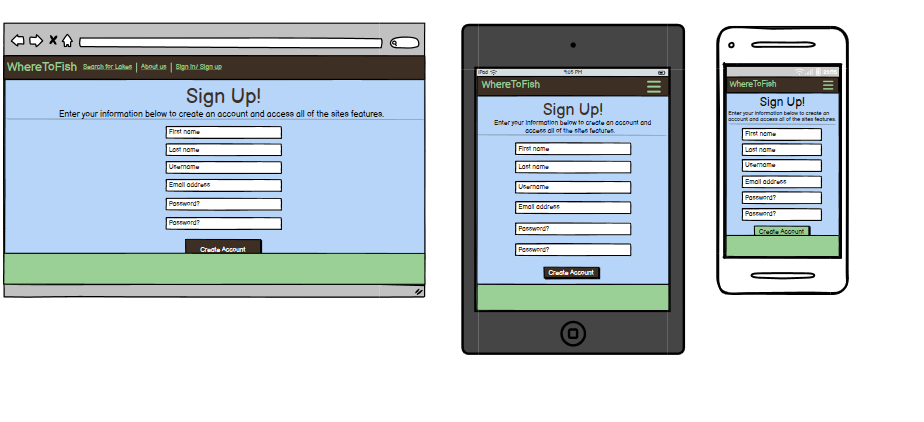 WhereToFish Search for Lakes About us Sign in/ Sign up
Sign Up!
Enter your information below to create an account and access all of the sites features.
First name
Last name
Username
Email address
Password?
Password?
Create Account
iPad
WhereToFish
Sign Up!
Enter your information below to create an account and
access all of the sites features.
First name
Last name
Username
Email address
Password?
Password?
Create Account
WhereToFish
Sign Up!
Enter your information below to create an
account and access all of the sites features.
First name
Last name
Username
Email address
Password?
Password?
Create Account